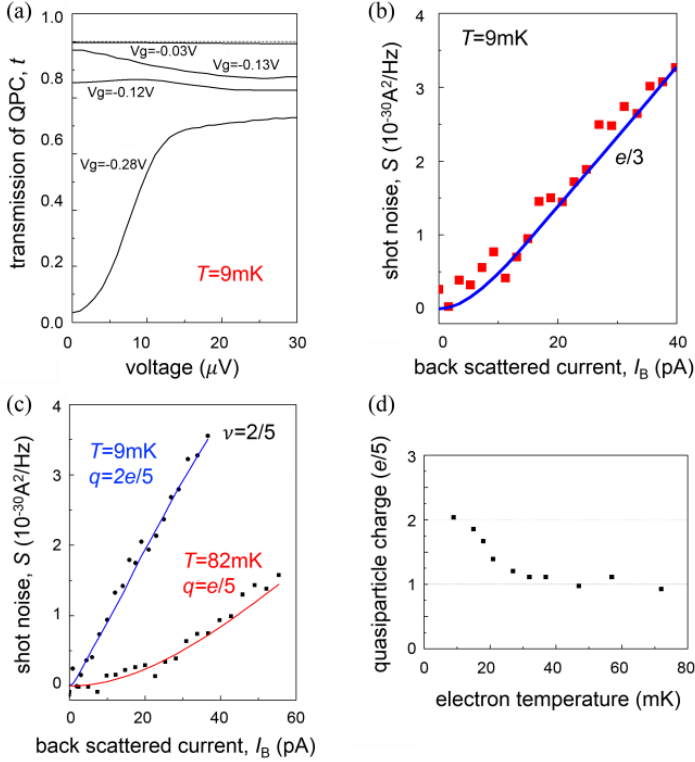 (a)
transmission of QPC, t
1.0
0.8
0.6
0.4
0.2
0.0
Vg=-0.03V
Vg=-0.13V
Vg=-0.12V
Vg=-0.28V
T=9mK
0
10
20
30
voltage (μV)
(b)
shot noise, S (10⁻³⁰A²/Hz)
4
3
2
1
0
T=9mK
e/3
0
20
40
back scattered current, I_B (pA)
(c)
shot noise, S (10⁻³⁰A²/Hz)
4
3
2
1
0
T=9mK
q=2e/5
ν=2/5
T=82mK
q=e/5
0
20
40
60
back scattered current, I_B (pA)
(d)
quasiparticle charge (e/5)
3
2
1
0
0
20
40
60
80
electron temperature (mK)